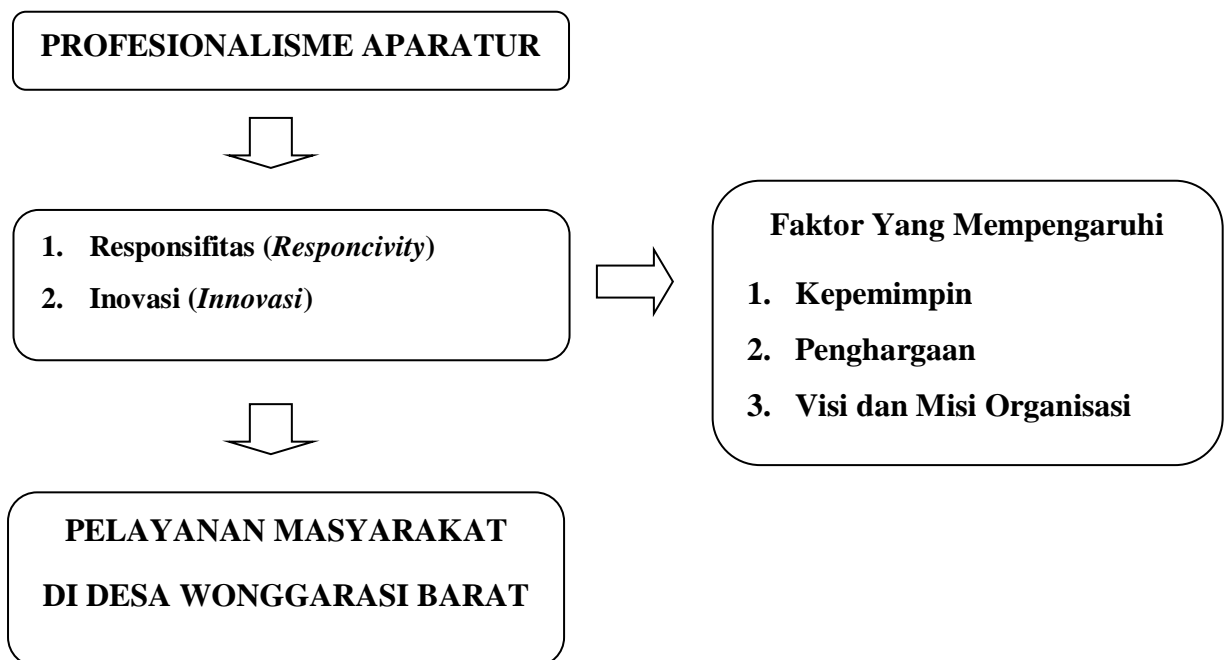 PROFESIONALISME APARATUR
1. Responsifitas (Responcivity)
2. Inovasi (Innovasi)
Faktor Yang Mempengaruhi
1. Kepemimpin
2. Penghargaan
3. Visi dan Misi Organisasi
PELAYANAN MASYARAKAT
DI DESA WONGGARASI BARAT